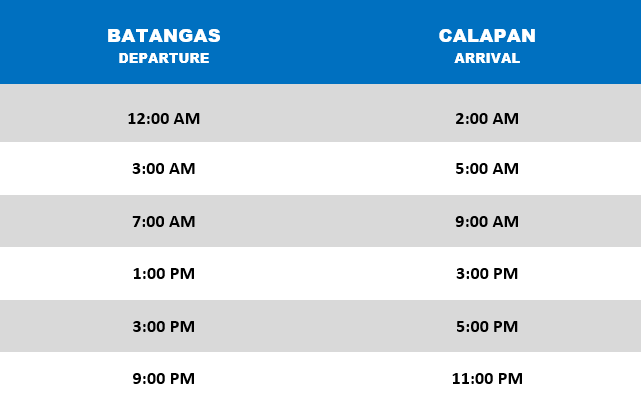 BATANGAS CALAPAN
DEPARTURE ARRIVAL
12:00 AM 2:00 AM
3:00 AM 5:00 AM
7:00 AM 9:00 AM
1:00 PM 3:00 PM
3:00 PM 5:00 PM
9:00 PM 11:00 PM